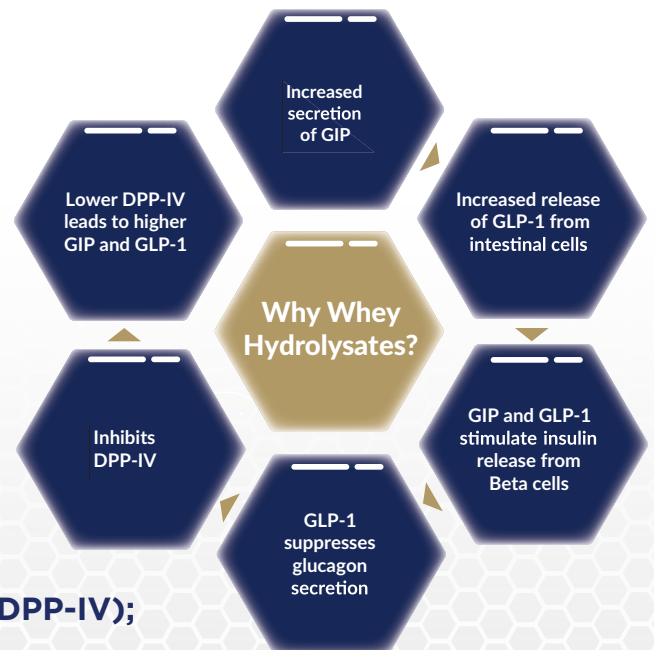 Increased
secretion
of GIP
Increased release
of GLP-1 from
intestinal cells
GIP and GLP-1
stimulate insulin
release from
Beta cells
GLP-1
suppresses
glucagon
secretion
Inhibits
DPP-IV
Lower DPP-IV
leads to higher
GIP and GLP-1
Why Whey
Hydrolysates?
DPP-IV);